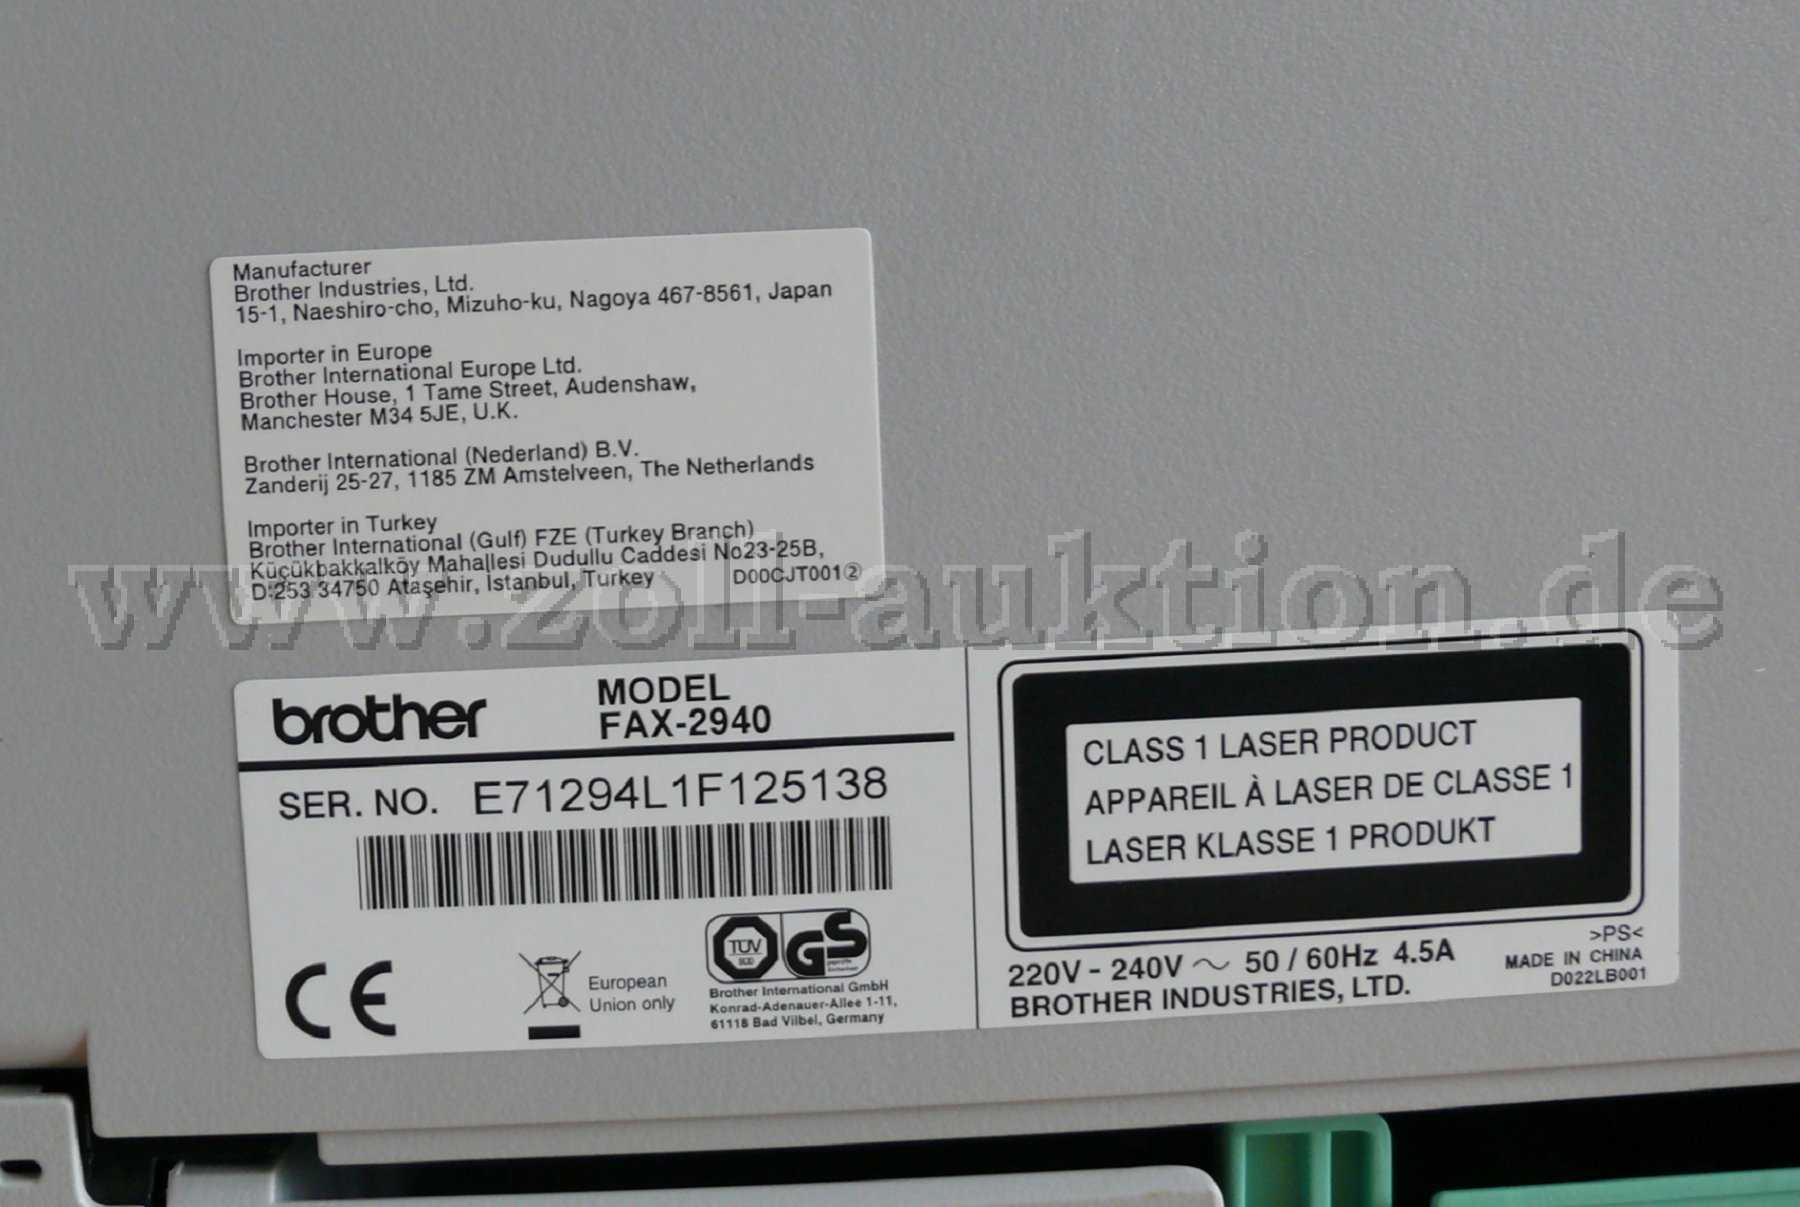 Manufacturer
Brother Industries, Ltd.
15-1, Naeshiro-cho, Mizuho-ku, Nagoya 467-8561, Japan
Importer in Europe
Brother International Europe Ltd.
Brother House, 1 Tame Street, Audenshaw,
Manchester M34 5JE, U.K.
Brother International (Nederland) B.V.
Zanderij 25-27, 1185 ZM Amstelveen, The Netherlands
Importer in Turkey
Brother International (Gulf) FZE (Turkey Branch)
Küçükbakkalköy Mahallesi Dudullu Caddesi No23-25B,
D:253 34750 Ataşehir, İstanbul, Turkey D00CJT001②
www.zoll-auktion.de
brother
MODEL
FAX-2940
SER. NO. E71294L1F125138
CE
European
Union only
TÜV
GS
geprüfte
Sicherheit
Brother International GmbH
Konrad-Adenauer-Allee 1-11,
61118 Bad Vilbel, Germany
CLASS 1 LASER PRODUCT
APPAREIL À LASER DE CLASSE 1
LASER KLASSE 1 PRODUKT
220V - 240V ～ 50 / 60Hz 4.5A
BROTHER INDUSTRIES, LTD.
>PS<
MADE IN CHINA
D022LB001